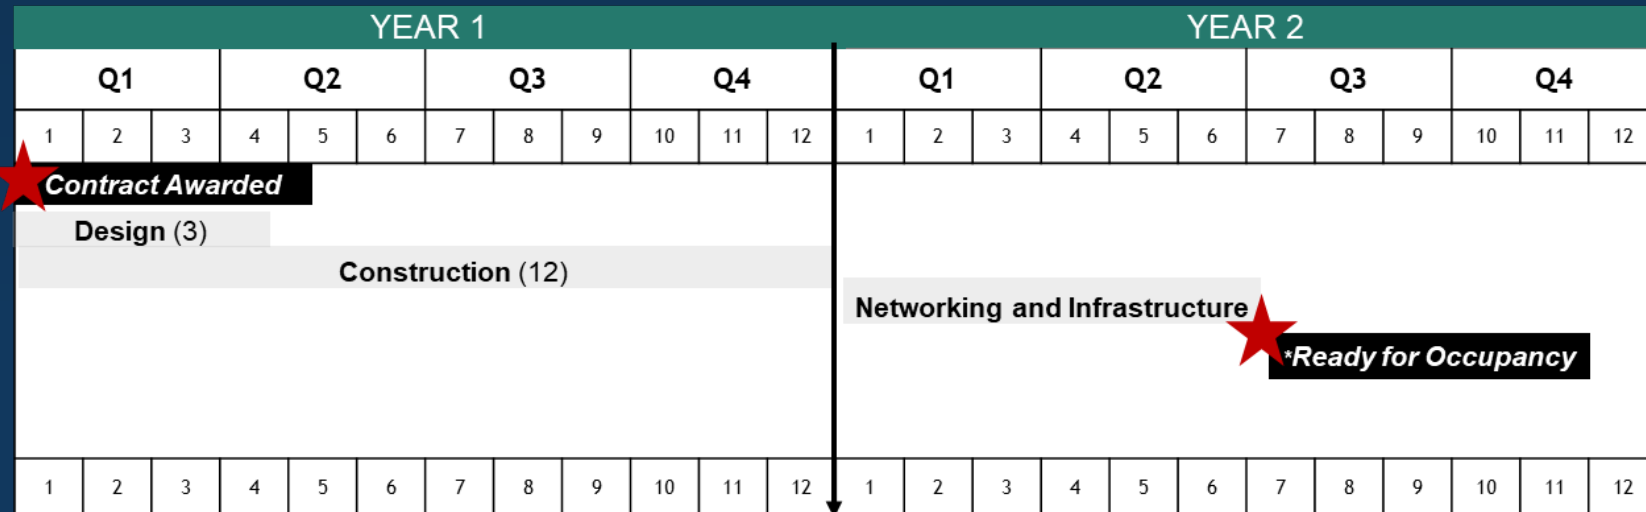 YEAR 1 YEAR 2
Q1 Q2 Q3 Q4 Q1 Q2 Q3 Q4
1 2 3 4 5 6 7 8 9 10 11 12 1 2 3 4 5 6 7 8 9 10 11 12
Contract Awarded
Design (3)
Construction (12)
Networking and Infrastructure
*Ready for Occupancy
1 2 3 4 5 6 7 8 9 10 11 12 1 2 3 4 5 6 7 8 9 10 11 12